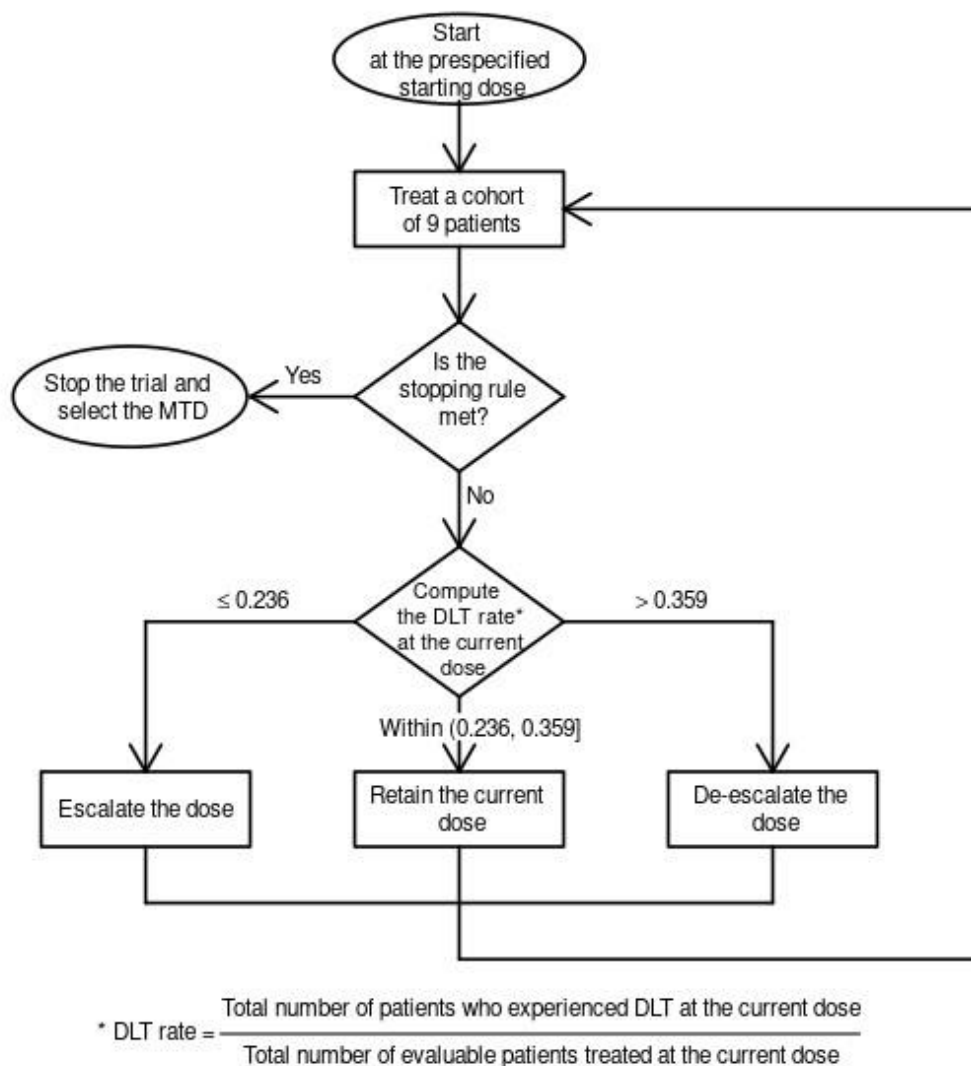 Start
at the prespecified
starting dose
Treat a cohort
of 9 patients
Is the
stopping rule
met?
Yes
Stop the trial and
select the MTD
No
Compute
the DLT rate*
at the current
dose
≤ 0.236
> 0.359
Within (0.236, 0.359]
Escalate the dose
Retain the current
dose
De-escalate the
dose
* DLT rate =
Total number of patients who experienced DLT at the current dose
Total number of evaluable patients treated at the current dose